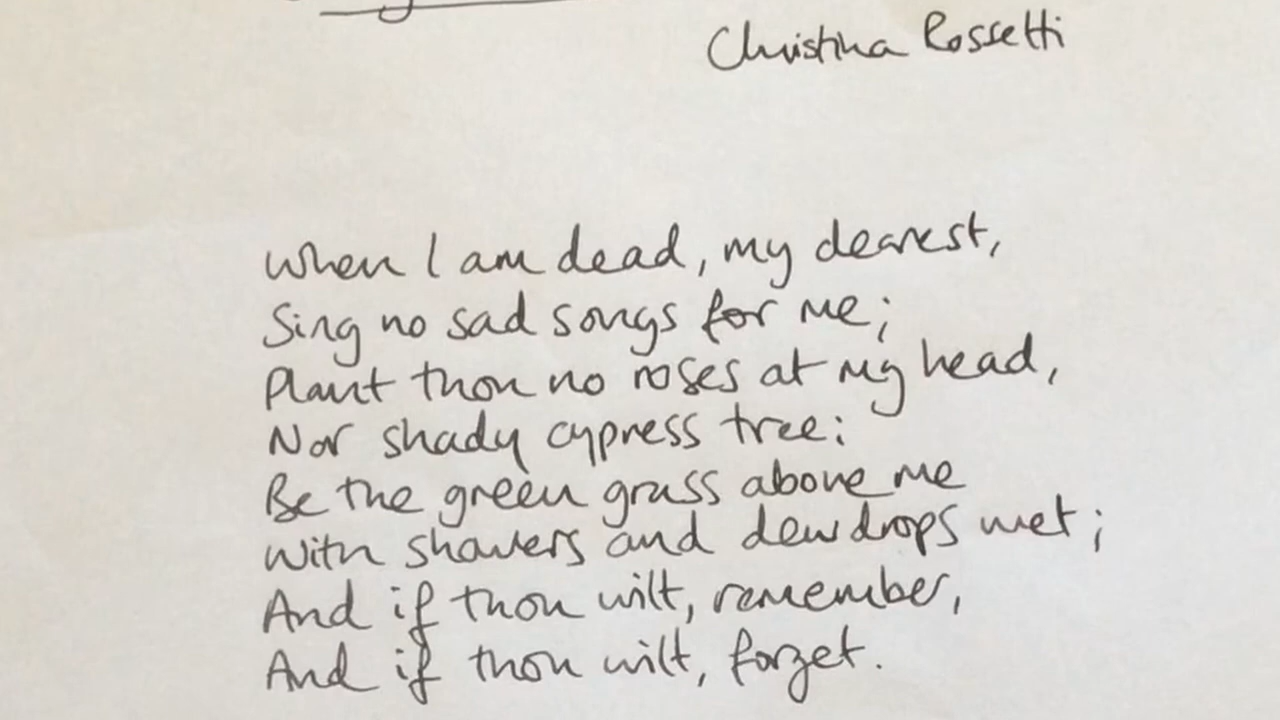 Christina Rossetti
When I am dead, my dearest,
Sing no sad songs for me;
Plant thou no roses at my head,
Nor shady cypress tree:
Be the green grass above me
With showers and dewdrops wet;
And if thou wilt, remember,
And if thou wilt, forget.